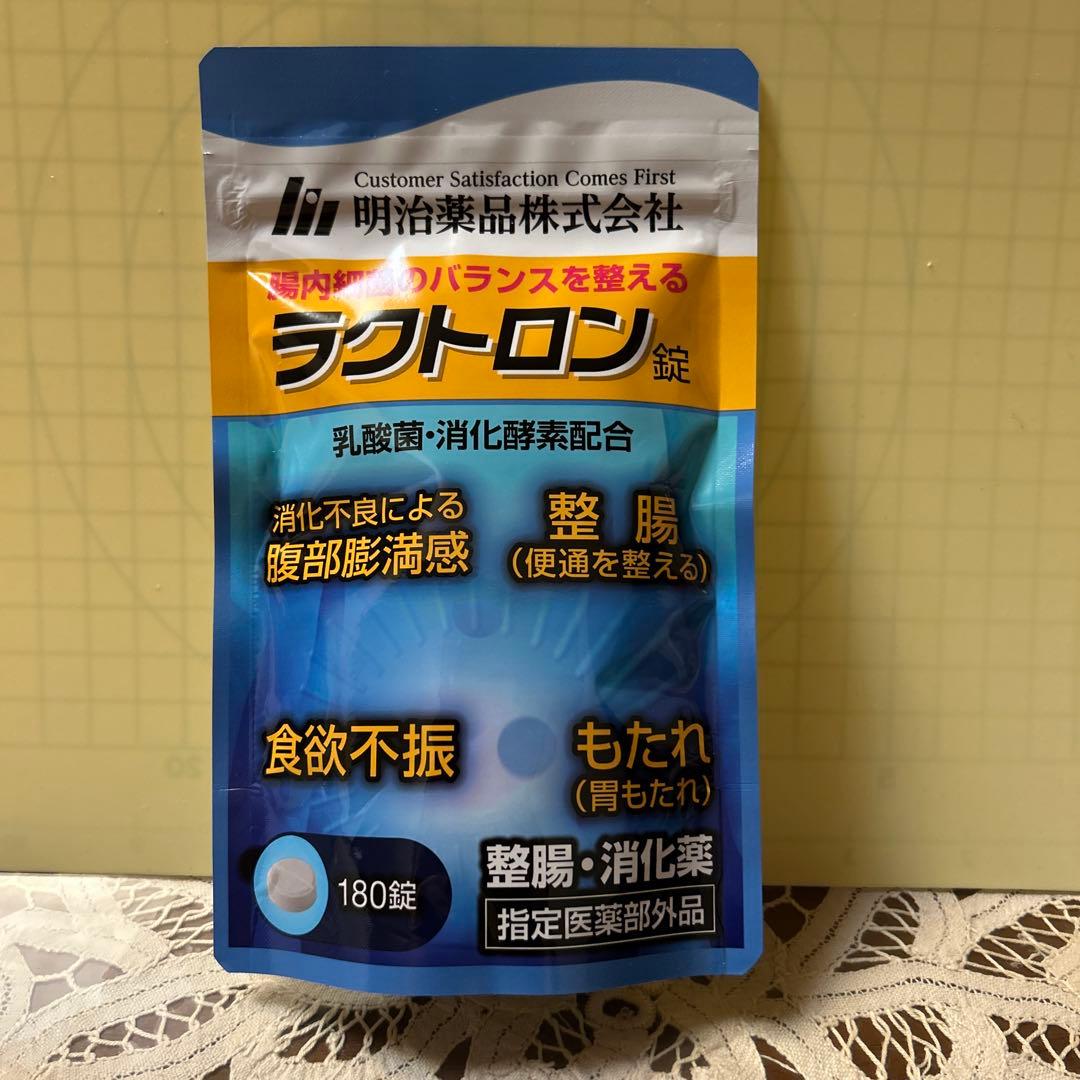 Customer Satisfaction Comes First
明治薬品株式会社
腸内細菌のバランスを整える
ラクトロン錠
乳酸菌・消化酵素配合
消化不良による
腹部膨満感
整腸
(便通を整える)
食欲不振
もたれ
(胃もたれ)
180錠
整腸・消化薬
指定医薬部外品
20